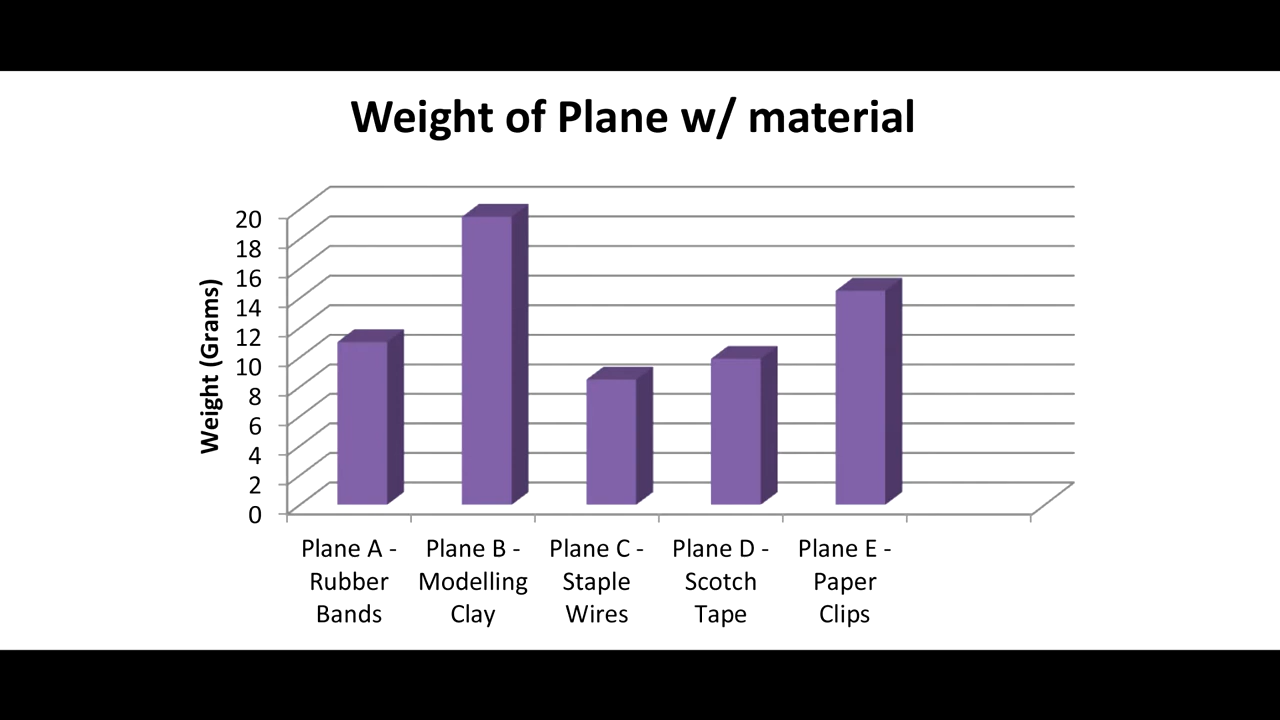 Weight of Plane w/ material
20
18
16
14
12
10
8
6
4
2
0
Weight (Grams)
Plane A -
Rubber
Bands
Plane B -
Modelling
Clay
Plane C -
Staple
Wires
Plane D -
Scotch
Tape
Plane E -
Paper
Clips